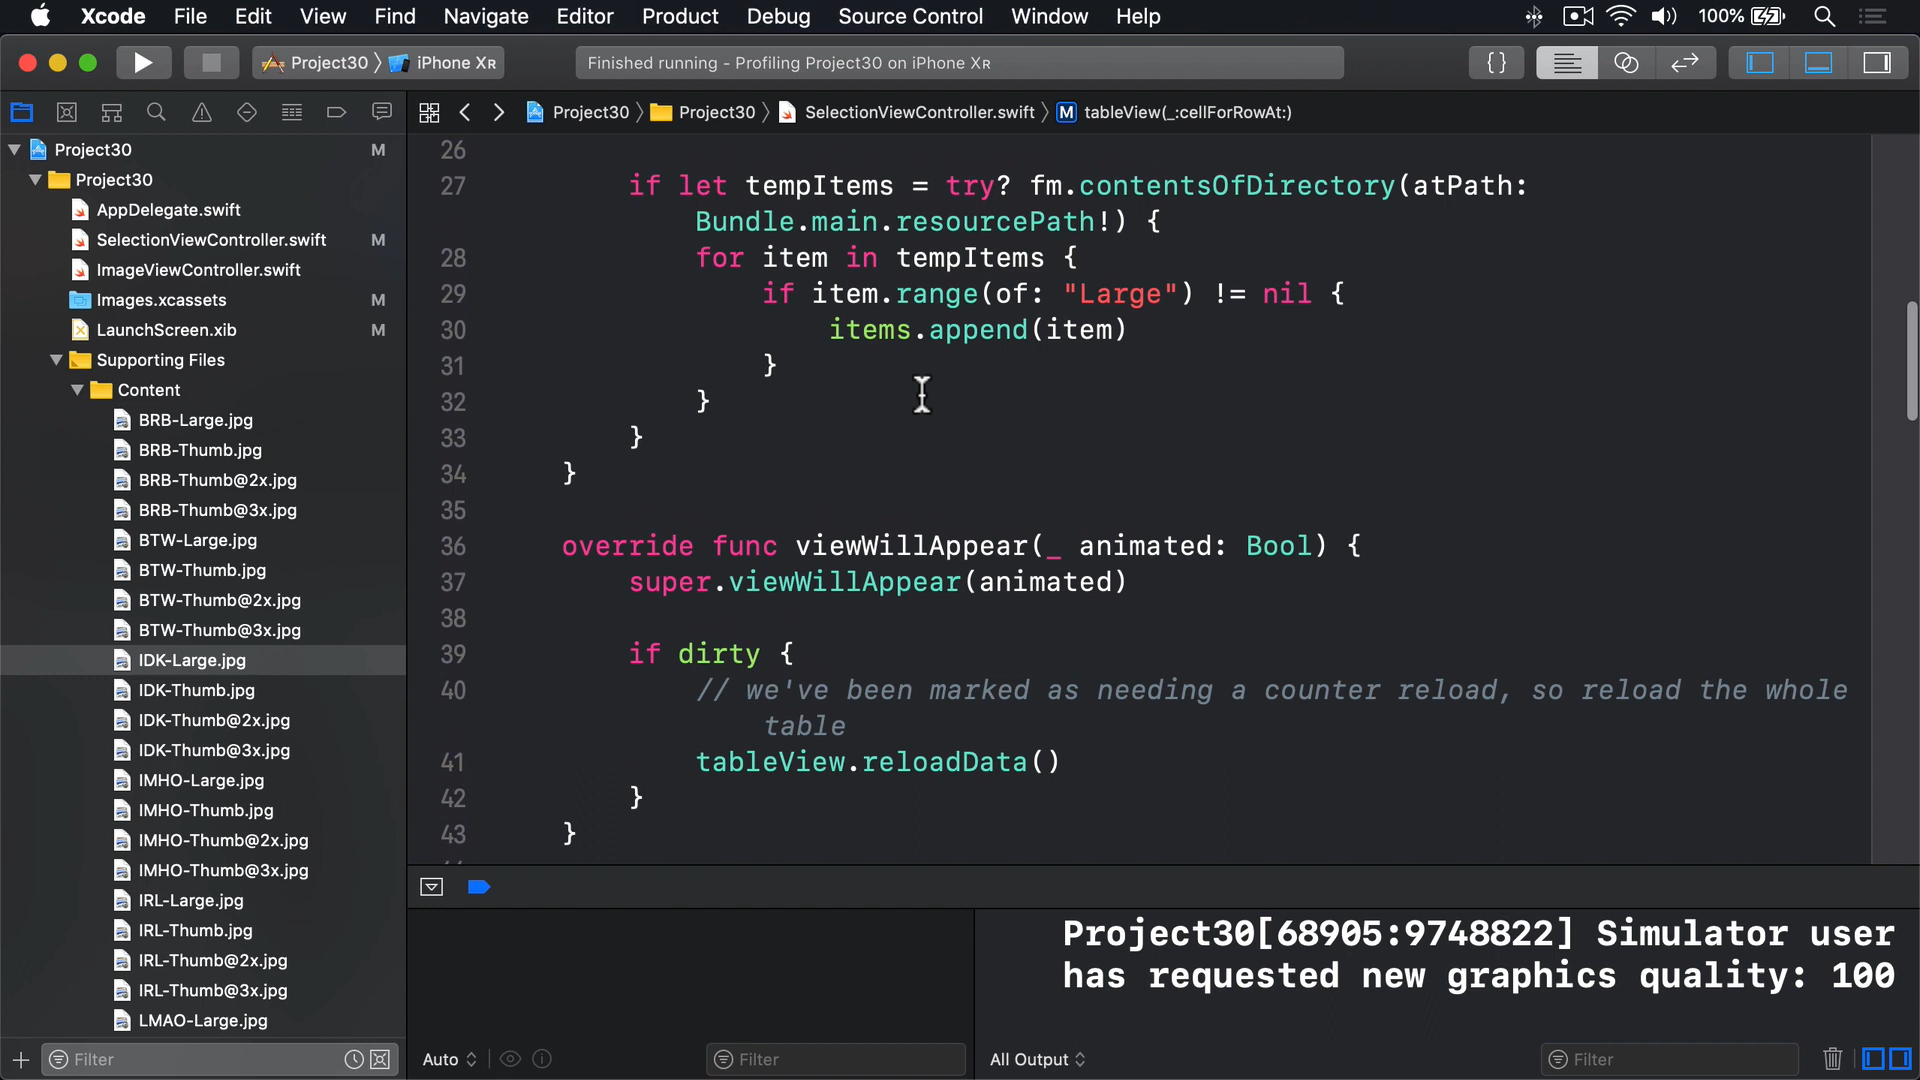 Xcode File Edit View Find Navigate Editor Product Debug Source Control Window Help 100%
Project30 iPhone XR Finished running - Profiling Project30 on iPhone XR {}
Project30 Project30 SelectionViewController.swift M tableView(_:cellForRowAt:)
Project30 M
Project30
AppDelegate.swift
SelectionViewController.swift M
ImageViewController.swift
Images.xcassets M
LaunchScreen.xib M
Supporting Files
Content
BRB-Large.jpg
BRB-Thumb.jpg
BRB-Thumb@2x.jpg
BRB-Thumb@3x.jpg
BTW-Large.jpg
BTW-Thumb.jpg
BTW-Thumb@2x.jpg
BTW-Thumb@3x.jpg
IDK-Large.jpg
IDK-Thumb.jpg
IDK-Thumb@2x.jpg
IDK-Thumb@3x.jpg
IMHO-Large.jpg
IMHO-Thumb.jpg
IMHO-Thumb@2x.jpg
IMHO-Thumb@3x.jpg
IRL-Large.jpg
IRL-Thumb.jpg
IRL-Thumb@2x.jpg
IRL-Thumb@3x.jpg
LMAO-Large.jpg
Filter
26
27 if let tempItems = try? fm.contentsOfDirectory(atPath:
Bundle.main.resourcePath!) {
28 for item in tempItems {
29 if item.range(of: "Large") != nil {
30 items.append(item)
31 }
32 }
33 }
34 }
35
36 override func viewWillAppear(_ animated: Bool) {
37 super.viewWillAppear(animated)
38
39 if dirty {
40 // we've been marked as needing a counter reload, so reload the whole
table
41 tableView.reloadData()
42 }
43 }
Project30[68905:9748822] Simulator user
has requested new graphics quality: 100
Auto Filter All Output Filter